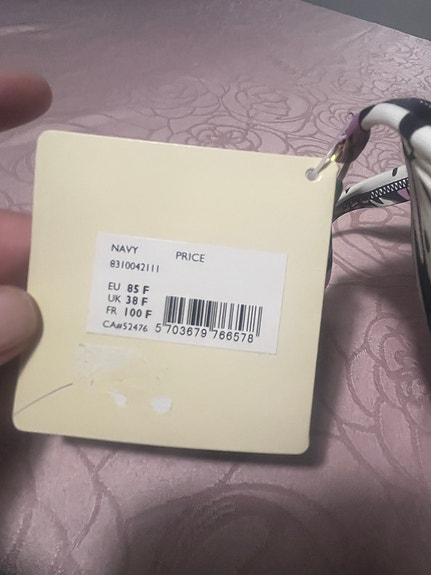 NAVY PRICE
8310042111
EU 85 F
UK 38 F
FR 100 F
CA#52476 5 703679 766578